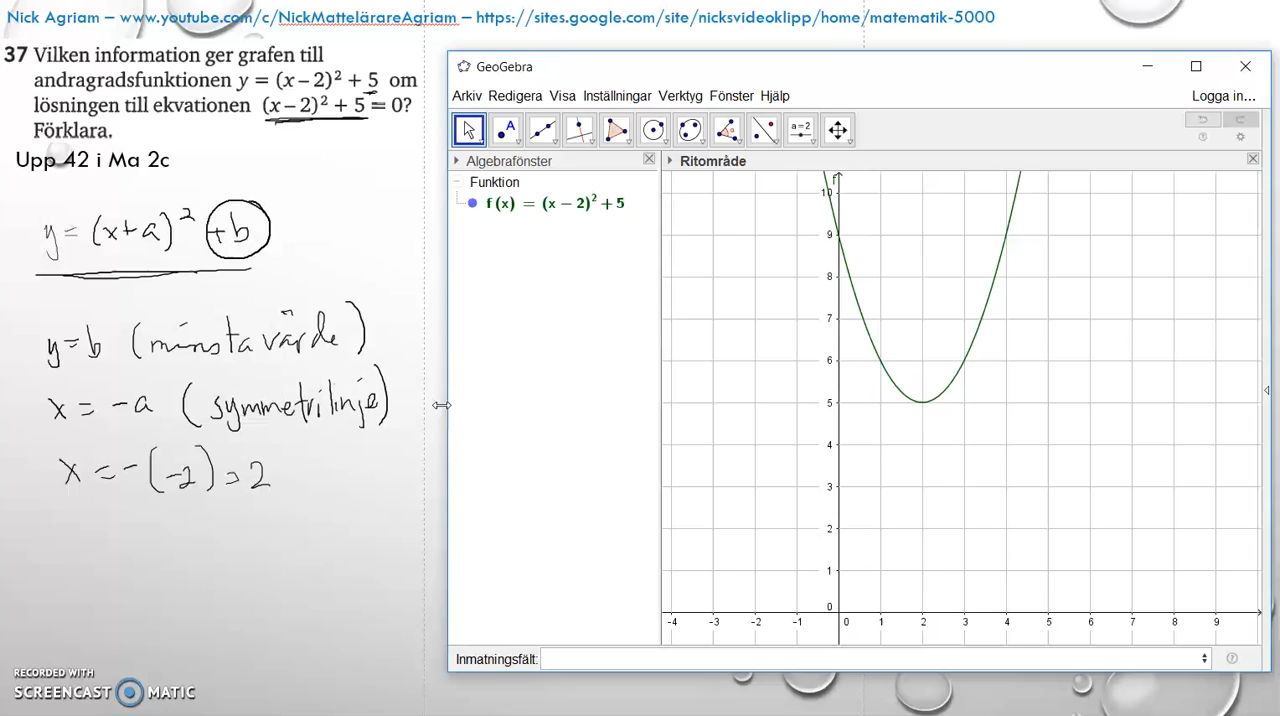 Nick Agriam – www.youtube.com/c/NickMattelärareAgriam – https://sites.google.com/site/nicksvideoklipp/home/matematik-5000
37 Vilken information ger grafen till
andragradsfunktionen y = (x – 2)² + 5 om
lösningen till ekvationen (x – 2)² + 5 = 0?
Förklara.
Upp 42 i Ma 2c
y = (x+a)² +b
y = b (minsta värde)
x = -a (symmetrilinje)
x = -(-2) = 2
RECORDED WITH
SCREENCAST MATIC
GeoGebra
Arkiv Redigera Visa Inställningar Verktyg Fönster Hjälp
Logga in...
A
a=2
Algebrafönster
Ritområde
Funktion
f (x) = (x – 2)² + 5
f
10
9
8
7
6
5
4
3
2
1
0
-4 -3 -2 -1 0 1 2 3 4 5 6 7 8 9
Inmatningsfält: